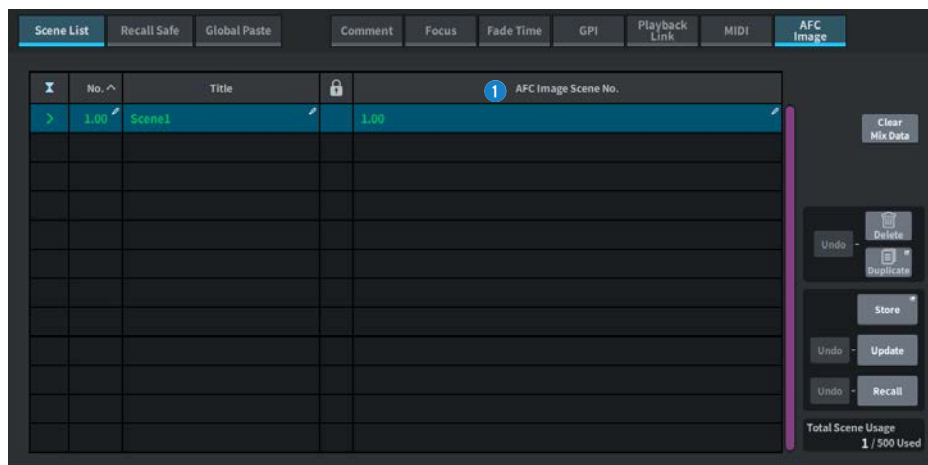 Scene List Recall Safe Global Paste Comment Focus Fade Time GPI Playback Link MIDI AFC Image
No. Title 1 AFC Image Scene No.
> 1.00 Scene1 1.00
Clear
Mix Data
Delete
Undo -
Duplicate
Store
Undo - Update
Undo - Recall
Total Scene Usage
1 / 500 Used